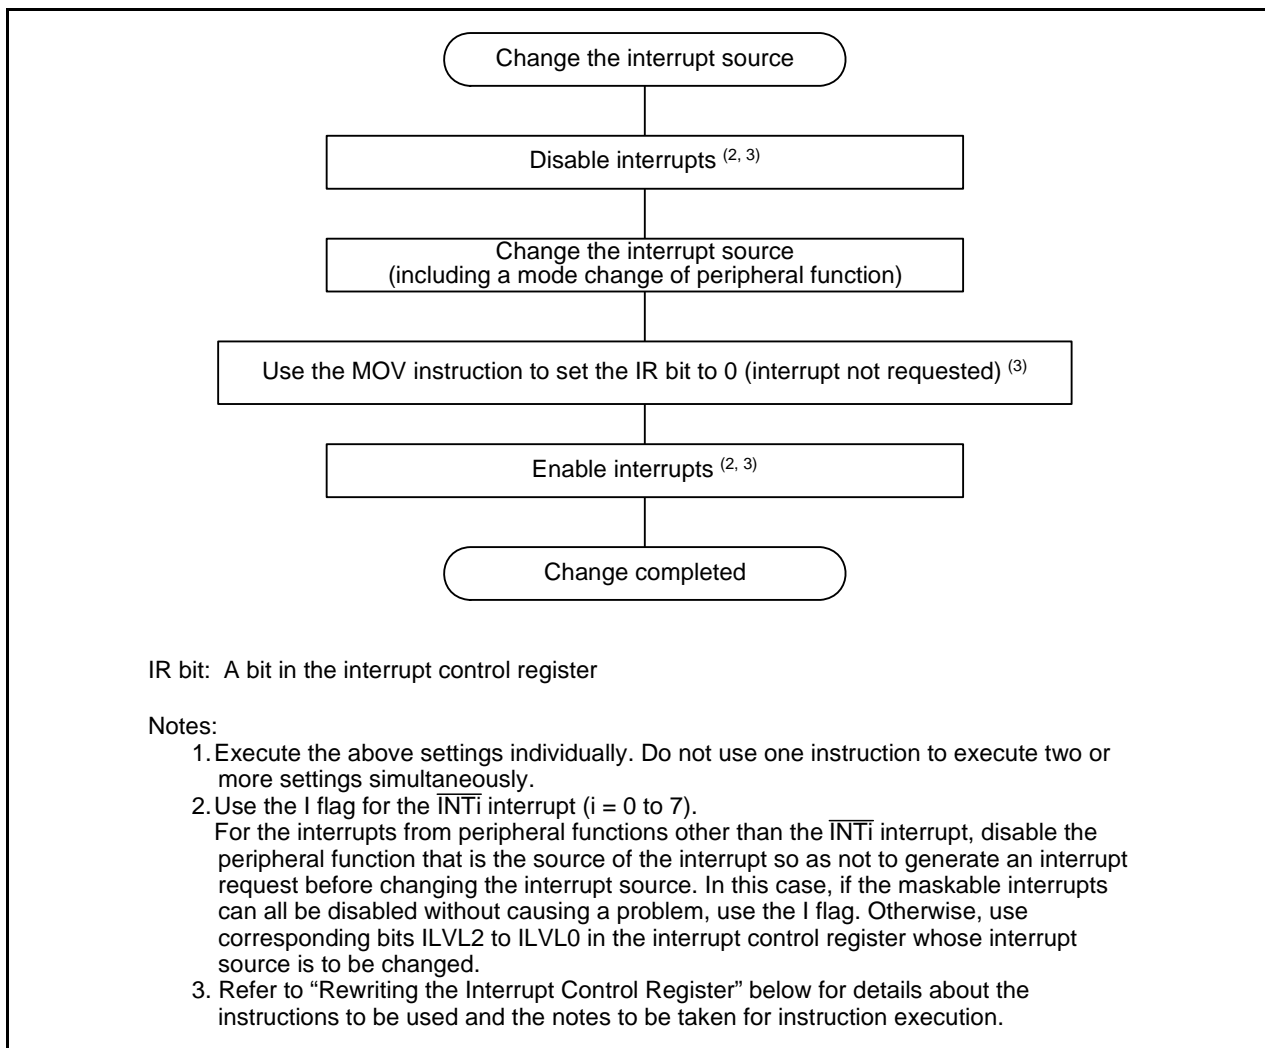 Change the interrupt source
Disable interrupts (2, 3)
Change the interrupt source
(including a mode change of peripheral function)
Use the MOV instruction to set the IR bit to 0 (interrupt not requested) (3)
Enable interrupts (2, 3)
Change completed
IR bit: A bit in the interrupt control register
Notes:
1. Execute the above settings individually. Do not use one instruction to execute two or
more settings simultaneously.
2. Use the I flag for the I̅N̅T̅i̅ interrupt (i = 0 to 7).
For the interrupts from peripheral functions other than the I̅N̅T̅i̅ interrupt, disable the
peripheral function that is the source of the interrupt so as not to generate an interrupt
request before changing the interrupt source. In this case, if the maskable interrupts
can all be disabled without causing a problem, use the I flag. Otherwise, use
corresponding bits ILVL2 to ILVL0 in the interrupt control register whose interrupt
source is to be changed.
3. Refer to “Rewriting the Interrupt Control Register” below for details about the
instructions to be used and the notes to be taken for instruction execution.